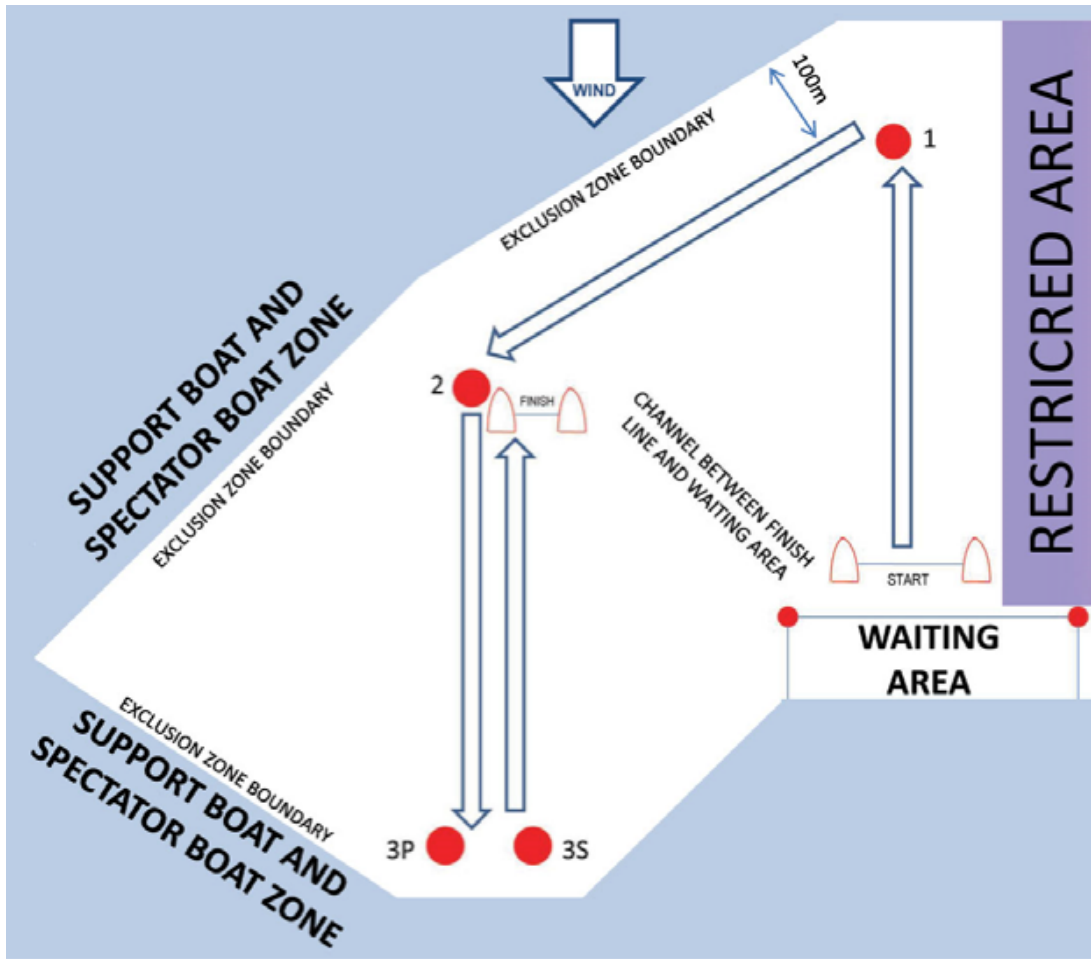 WIND
100m
1
EXCLUSION ZONE BOUNDARY
RESTRICRED AREA
SUPPORT BOAT AND
SPECTATOR BOAT ZONE
EXCLUSION ZONE BOUNDARY
2
FINISH
CHANNEL BETWEEN FINISH
LINE AND WAITING AREA
START
WAITING
AREA
EXCLUSION ZONE BOUNDARY
SUPPORT BOAT AND
SPECTATOR BOAT ZONE
3P
3S